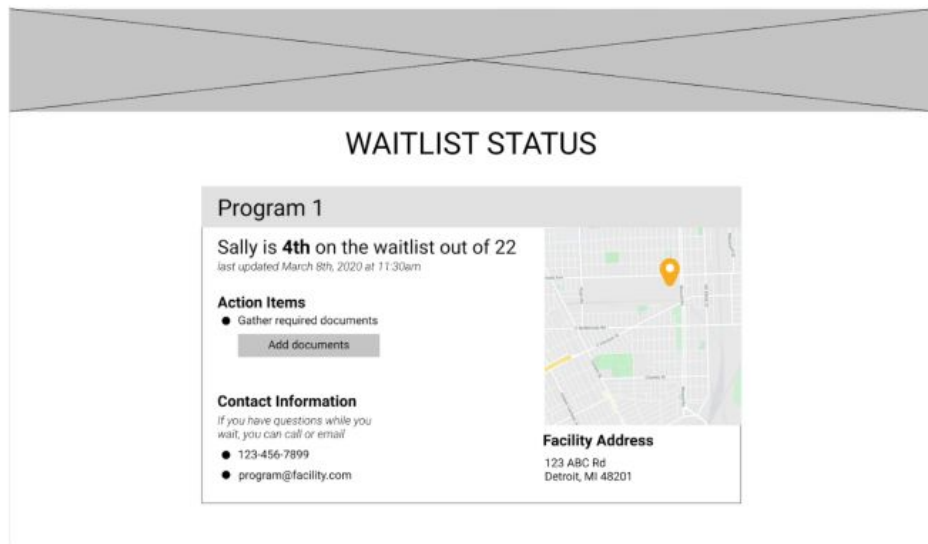 WAITLIST STATUS
Program 1
Sally is 4th on the waitlist out of 22
last updated March 8th, 2020 at 11:30am
Action Items
Gather required documents
Add documents
Contact Information
If you have questions while you
wait, you can call or email
123-456-7899
program@facility.com
Facility Address
123 ABC Rd
Detroit, MI 48201